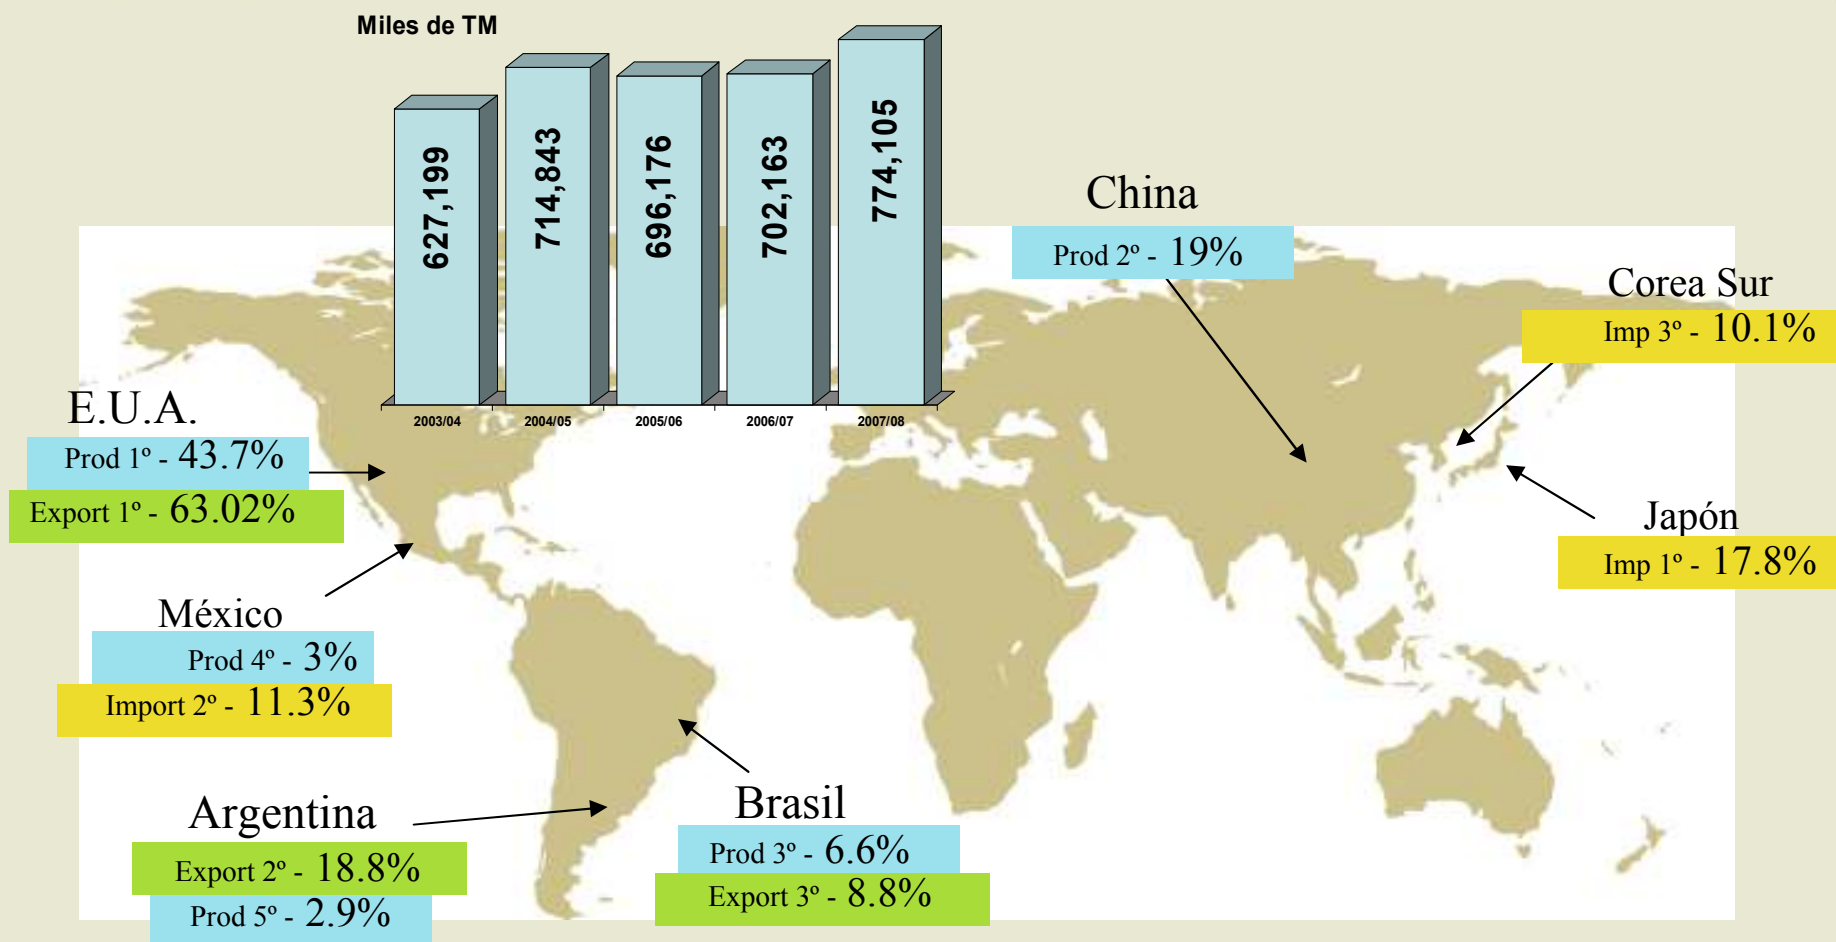 Miles de TM
627,199
714,843
696,176
702,163
774,105
2003/04
2004/05
2005/06
2006/07
2007/08
China
Prod 2º - 19%
Corea Sur
Imp 3º - 10.1%
E.U.A.
Prod 1º - 43.7%
Export 1º - 63.02%
Japón
Imp 1º - 17.8%
México
Prod 4º - 3%
Import 2º - 11.3%
Argentina
Export 2º - 18.8%
Prod 5º - 2.9%
Brasil
Prod 3º - 6.6%
Export 3º - 8.8%